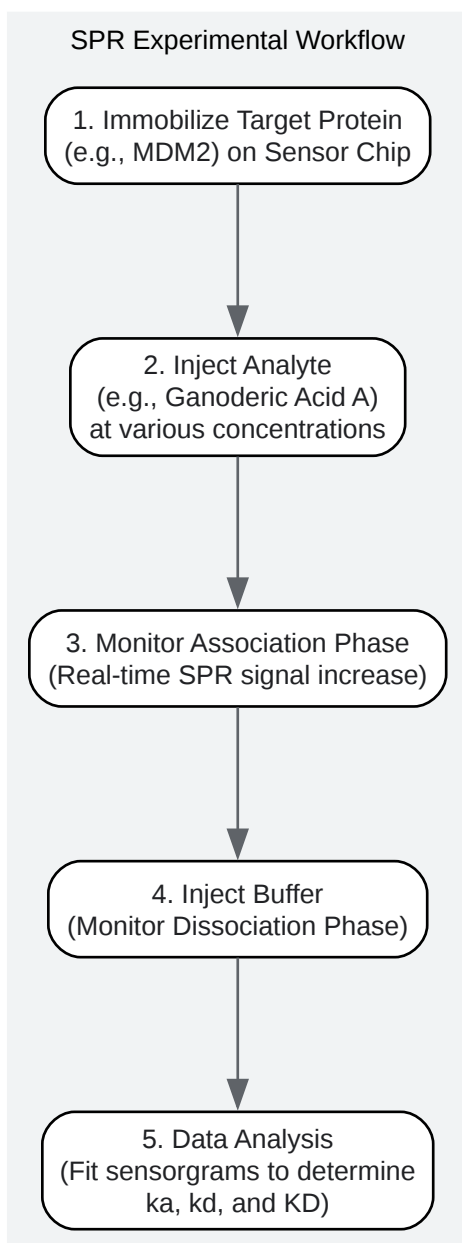 SPR Experimental Workflow
1. Immobilize Target Protein
(e.g., MDM2) on Sensor Chip
2. Inject Analyte
(e.g., Ganoderic Acid A)
at various concentrations
3. Monitor Association Phase
(Real-time SPR signal increase)
4. Inject Buffer
(Monitor Dissociation Phase)
5. Data Analysis
(Fit sensorgrams to determine
ka, kd, and KD)